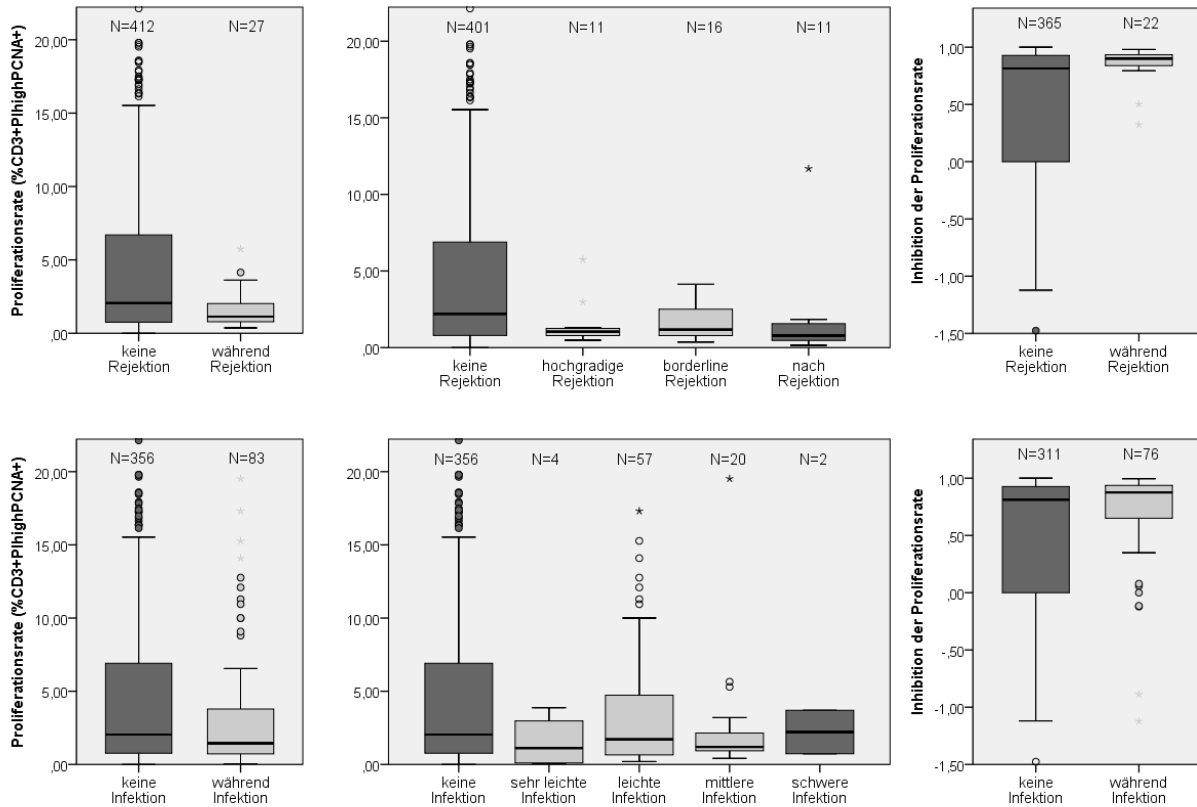 Proliferationsrate (%CD3+PIhighPCNA+)
20,00
15,00
10,00
5,00
,00
N=412
N=27
keine
Rejektion
während
Rejektion
20,00
15,00
10,00
5,00
,00
N=401
N=11
N=16
N=11
keine
Rejektion
hochgradige
Rejektion
borderline
Rejektion
nach
Rejektion
Inhibition der Proliferationsrate
1,00
,50
,00
-,50
-1,00
-1,50
N=365
N=22
keine
Rejektion
während
Rejektion
Proliferationsrate (%CD3+PIhighPCNA+)
20,00
15,00
10,00
5,00
,00
N=356
N=83
keine
Infektion
während
Infektion
20,00
15,00
10,00
5,00
,00
N=356
N=4
N=57
N=20
N=2
keine
Infektion
sehr leichte
Infektion
leichte
Infektion
mittlere
Infektion
schwere
Infektion
Inhibition der Proliferationsrate
1,00
,50
,00
-,50
-1,00
-1,50
N=311
N=76
keine
Infektion
während
Infektion